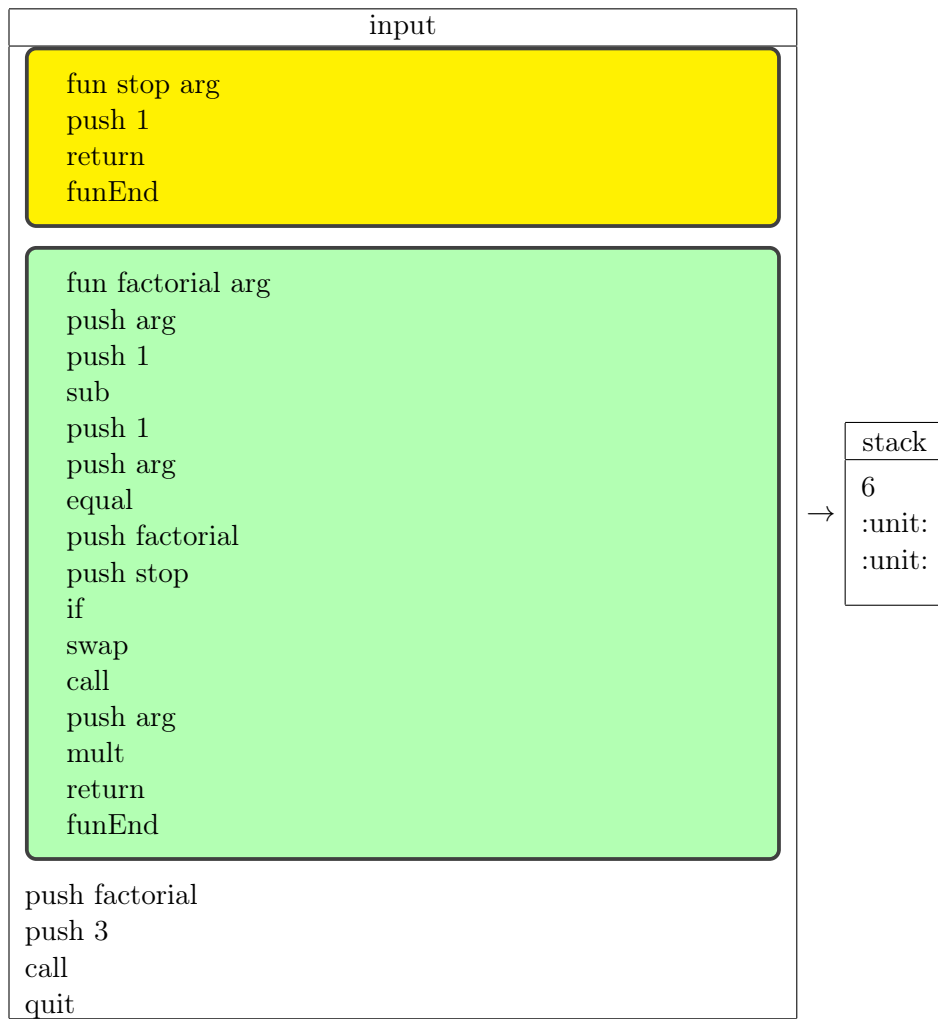 input
fun stop arg
push 1
return
funEnd
fun factorial arg
push arg
push 1
sub
push 1
push arg
equal
push factorial
push stop
if
swap
call
push arg
mult
return
funEnd
push factorial
push 3
call
quit
→
stack
6
:unit:
:unit: